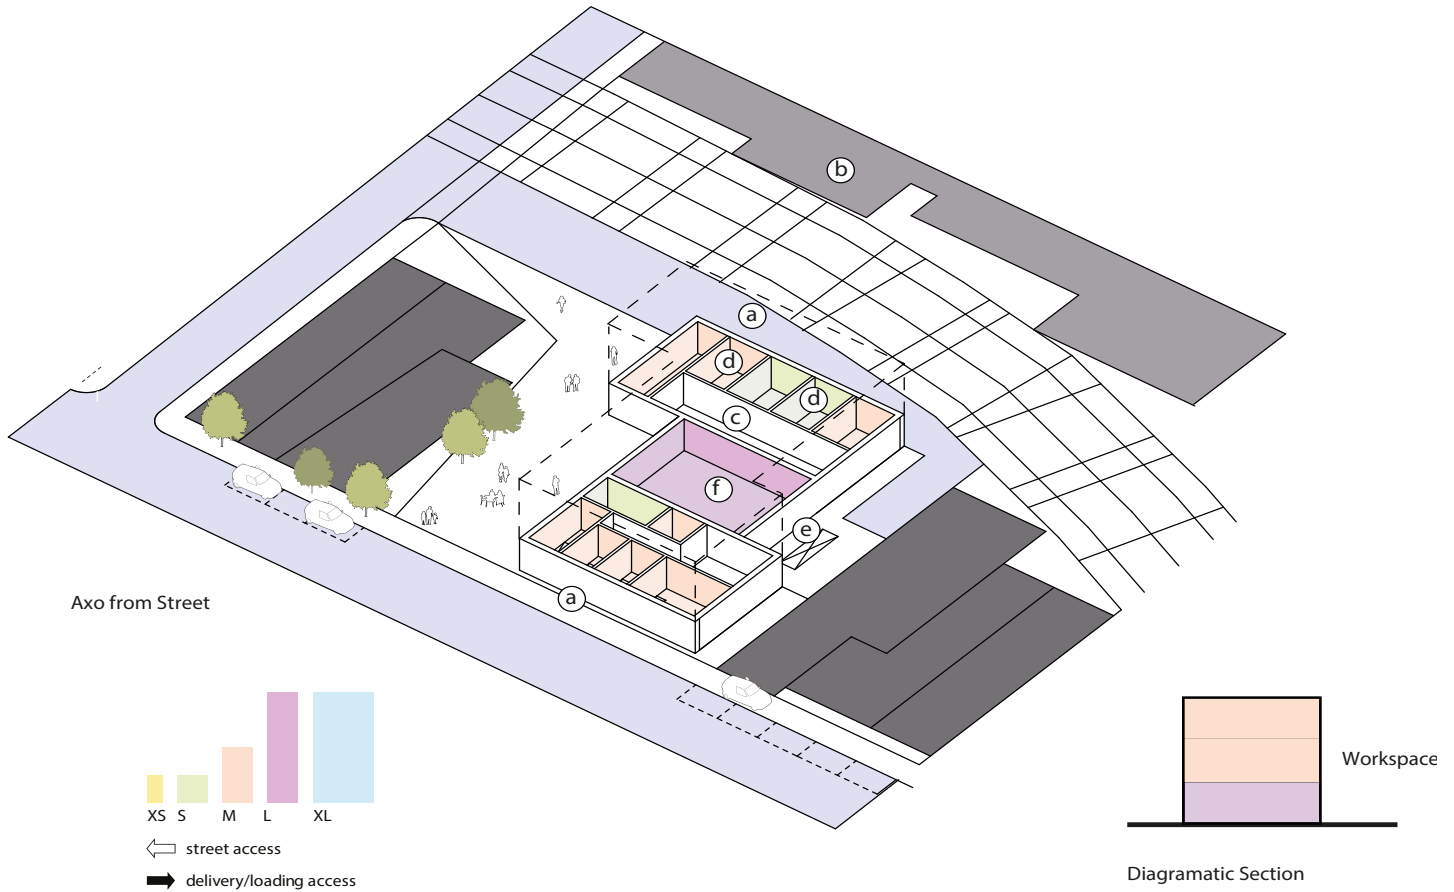 b
a
d
d
c
f
e
a
Axo from Street
XS S M L XL
street access
delivery/loading access
Workspace
Diagramatic Section